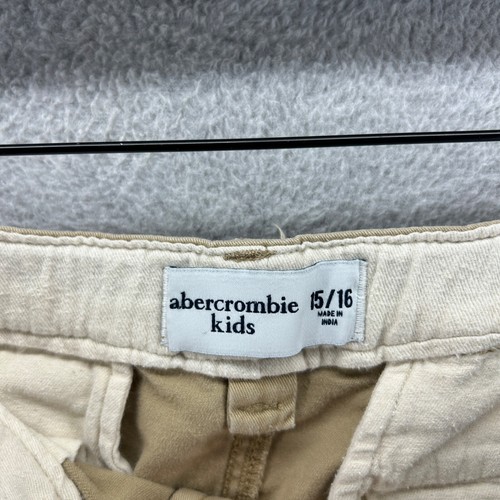 abercrombie
kids
15/16
MADE IN
INDIA